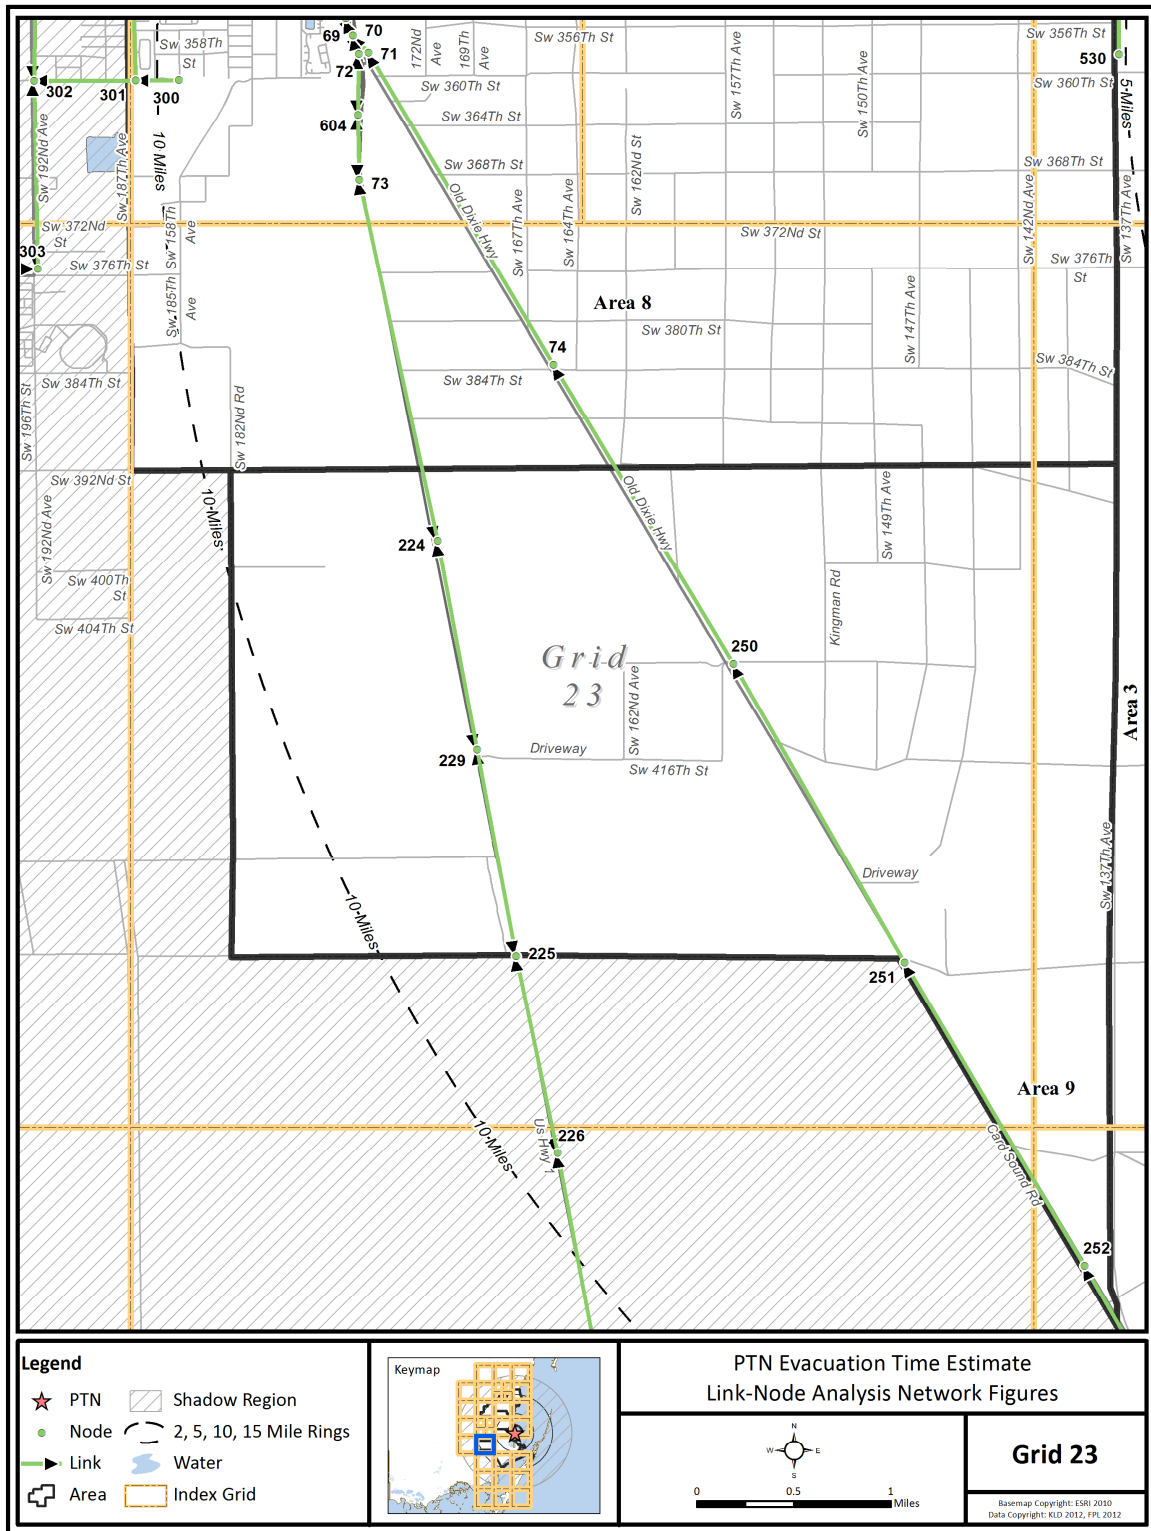 69
70
71
72
Sw 358Th
St
172Nd
Ave
169Th
Ave
Sw 356Th St
Sw 157Th Ave
Sw 150Th Ave
Sw 356Th St
530
Sw 360Th St
302
301
300
Sw 360Th St
5-Miles
Sw 192Nd Ave
Sw 187Th Ave
10 Miles
604
Sw 364Th St
Sw 368Th St
Sw 162Nd St
Sw 368Th St
73
Old Dixie Hwy
Sw 167Th Ave
Sw 164Th Ave
Sw 142Nd Ave
Sw 137Th Ave
Sw 372Nd
St
Sw 158Th
Ave
Sw 372Nd St
303
Sw 376Th St
Sw 376Th
St
Sw 185Th
Ave
Area 8
Sw 380Th St
Sw 147Th Ave
74
Sw 384Th St
Sw 384Th St
Sw 384Th St
Sw 196Th St
Sw 182Nd Rd
Sw 392Nd St
Sw 192Nd Ave
10-Miles
Old Dixie Hwy
Sw 149Th Ave
224
Sw 400Th
St
Sw 404Th St
Kingman Rd
250
Grid
23
Sw 162Nd Ave
Area 3
Driveway
229
Sw 416Th St
Sw 137Th Ave
Driveway
10-Miles
225
251
Area 9
10-Miles
Us Hwy 1
226
Card Sound Rd
252
Legend
PTN
Shadow Region
Node
2, 5, 10, 15 Mile Rings
Link
Water
Area
Index Grid
Keymap
PTN Evacuation Time Estimate
Link-Node Analysis Network Figures
N
W
E
S
0
0.5
1
Miles
Grid 23
Basemap Copyright: ESRI 2010
Data Copyright: KLD 2012, FPL 2012